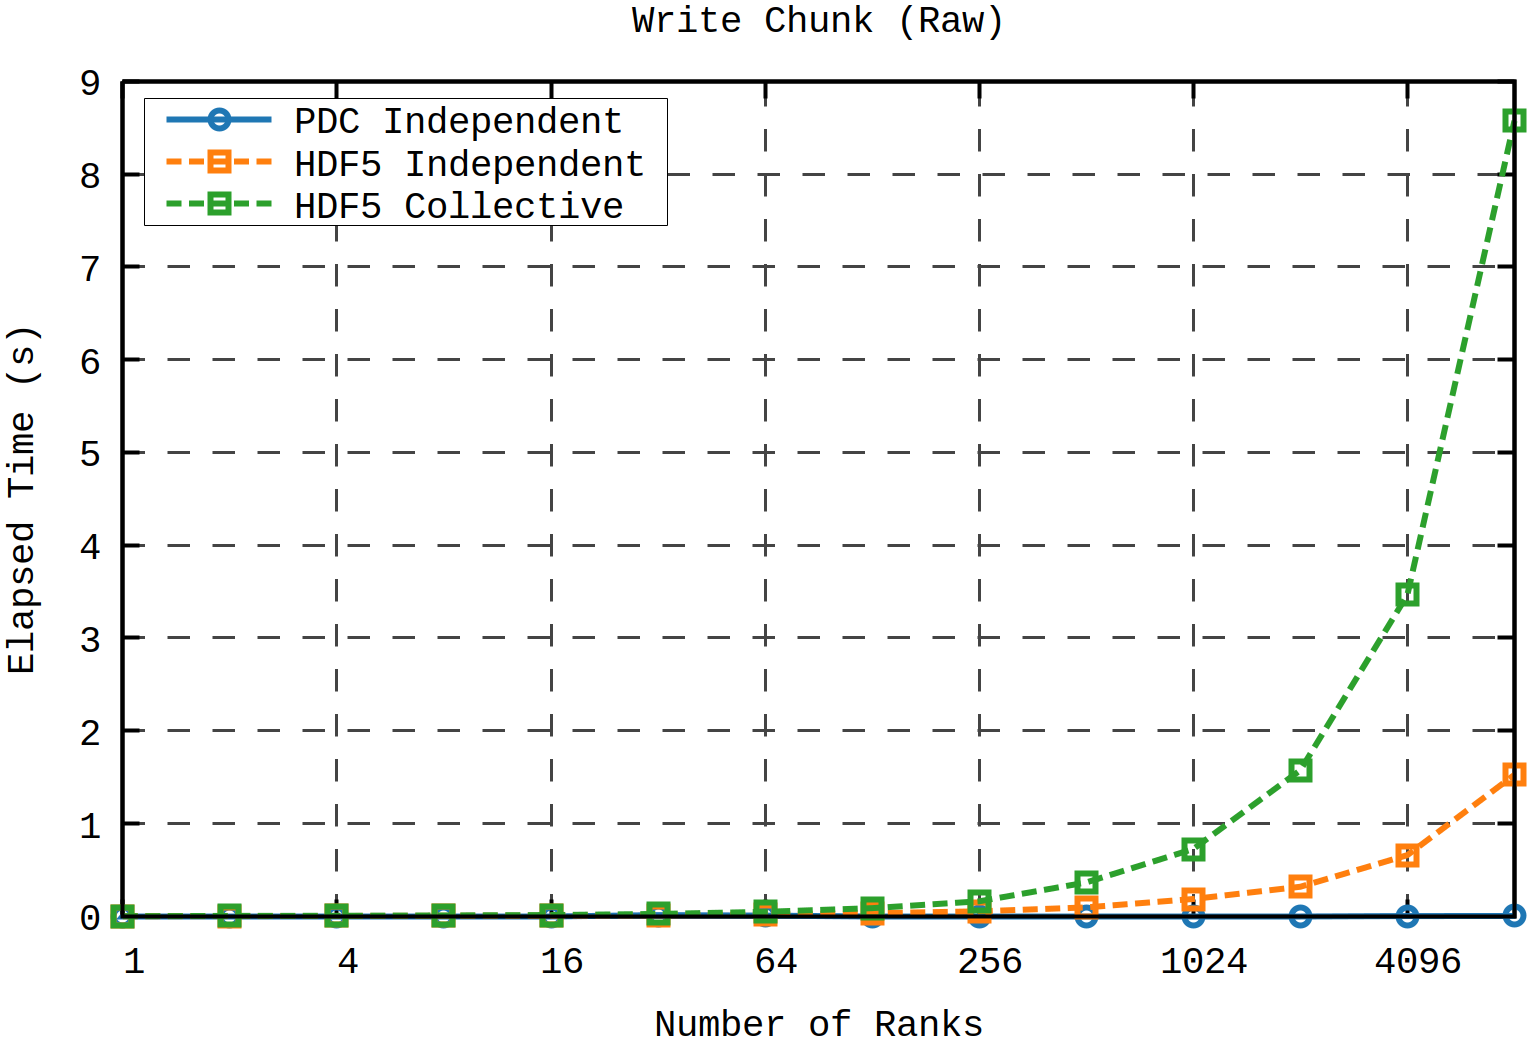 Write Chunk (Raw)
PDC Independent
HDF5 Independent
HDF5 Collective
9
8
7
6
5
4
3
2
1
0
Elapsed Time (s)
1 4 16 64 256 1024 4096
Number of Ranks